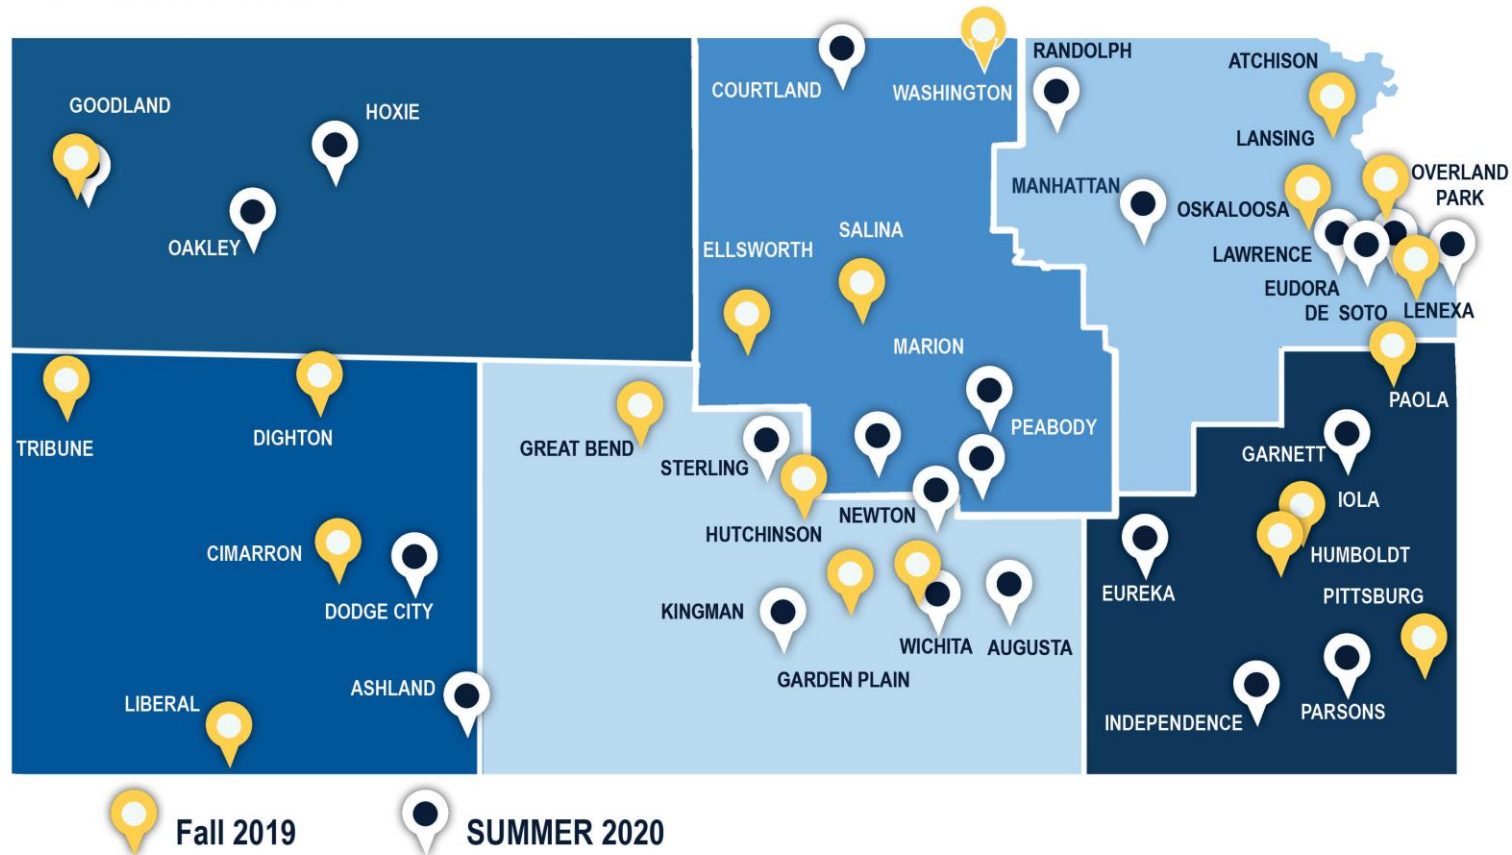 RANDOLPH
ATCHISON
COURTLAND
WASHINGTON
GOODLAND
HOXIE
LANSING
OVERLAND
PARK
MANHATTAN
OSKALOOSA
OAKLEY
ELLSWORTH
SALINA
LAWRENCE
EUDORA
DE SOTO
LENEXA
MARION
PAOLA
TRIBUNE
DIGHTON
GREAT BEND
STERLING
PEABODY
GARNETT
IOLA
HUTCHINSON
NEWTON
CIMARRON
HUMBOLDT
DODGE CITY
KINGMAN
EUREKA
PITTSBURG
WICHITA
AUGUSTA
GARDEN PLAIN
ASHLAND
LIBERAL
INDEPENDENCE
PARSONS
Fall 2019
SUMMER 2020